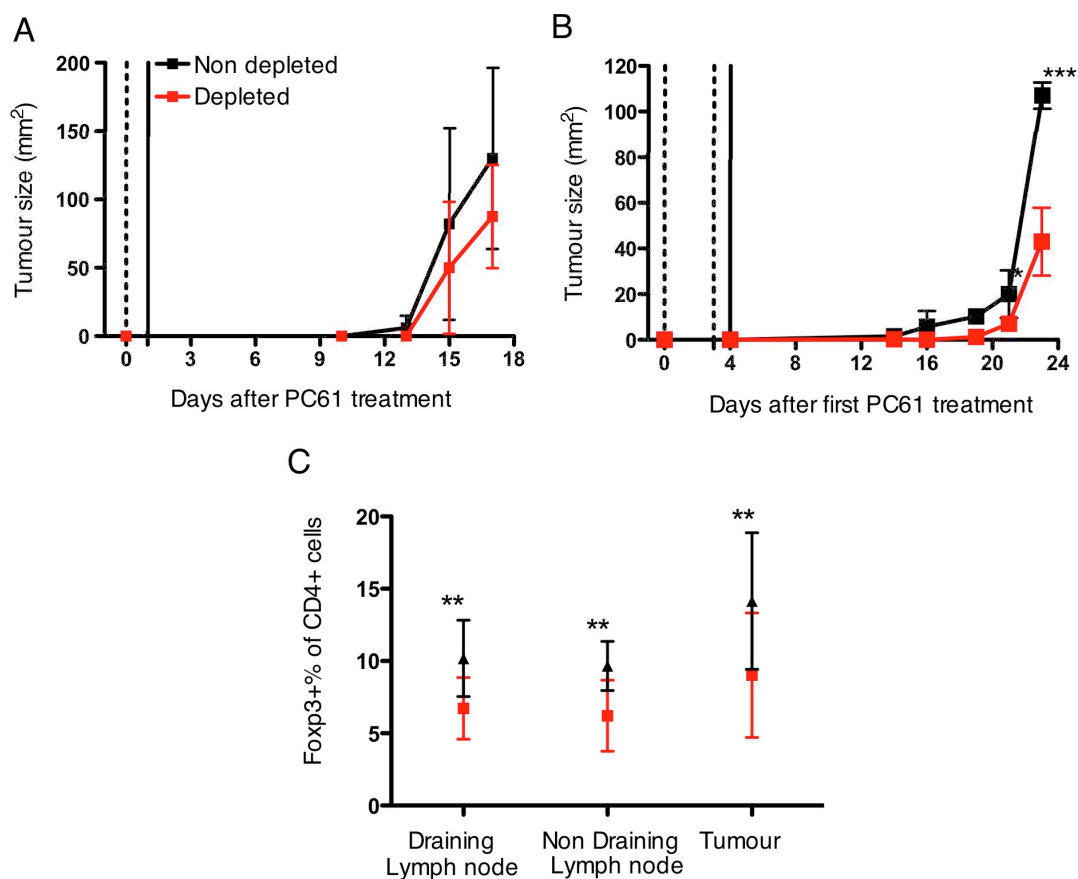 A
Tumour size (mm2)
200
150
100
50
0
Non depleted
Depleted
0 3 6 9 12 15 18
Days after PC61 treatment
B
Tumour size (mm2)
120
100
80
60
40
20
0
***
*
0 4 8 12 16 20 24
Days after first PC61 treatment
C
Foxp3+% of CD4+ cells
20
15
10
5
0
**
**
**
Draining
Lymph node
Non Draining
Lymph node
Tumour